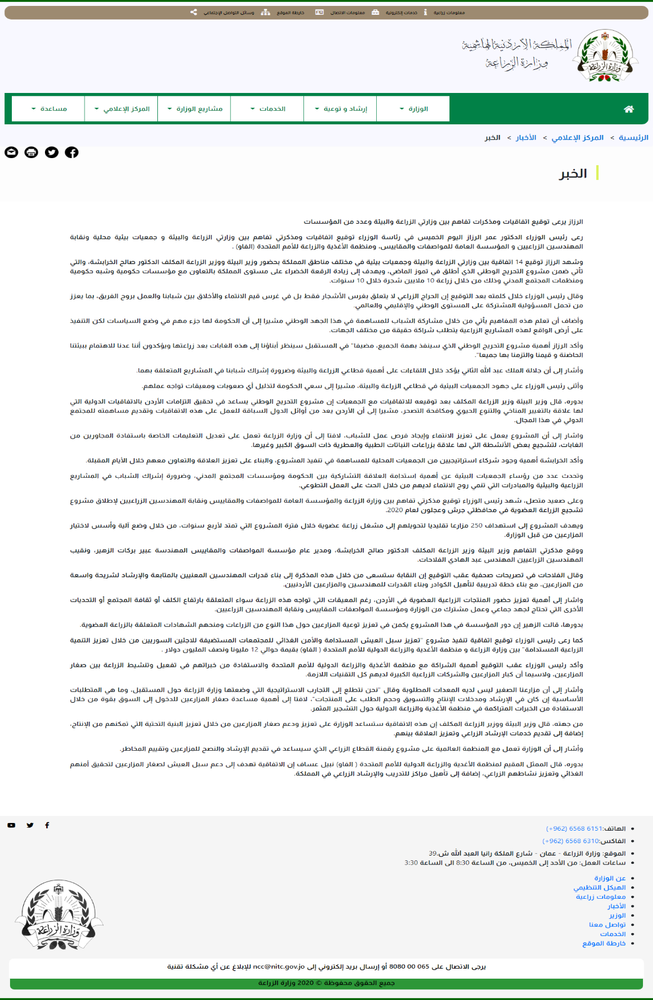 معلومات زراعية خدمات إلكترونية معلومات الاتصال خارطة الموقع وسائل التواصل الإجتماعي
المملكة الأردنية الهاشمية
وزارة الزراعة
وزارة الزراعة
الوزارة إرشاد و توعية الخدمات مشاريع الوزارة المركز الإعلامي مساعدة
الرئيسية > المركز الإعلامي > الأخبار > الخبر
الخبر
الرزاز يرعى توقيع اتفاقيات ومذكرات تفاهم بين وزارتي الزراعة والبيئة وعدد من المؤسسات
رعى رئيس الوزراء الدكتور عمر الرزاز اليوم الخميس في رئاسة الوزراء توقيع اتفاقيات ومذكرتي تفاهم بين وزارتي الزراعة والبيئة و جمعيات بيئية محلية ونقابة
المهندسين الزراعيين و المؤسسة العامة للمواصفات والمقاييس، ومنظمة الأغذية والزراعة للأمم المتحدة (الفاو) .
وشهد الرزاز توقيع 14 اتفاقية بين وزارتي الزراعة والبيئة وجمعيات بيئية في مختلف مناطق المملكة بحضور وزير البيئة ووزير الزراعة المكلف الدكتور صالح الخرابشة، والتي
تأتي ضمن مشروع التحريج الوطني الذي أطلق في تموز الماضي، ويهدف إلى زيادة الرقعة الخضراء على مستوى المملكة بالتعاون مع مؤسسات حكومية وشبه حكومية
ومنظمات المجتمع المدني وذلك من خلال زراعة 10 ملايين شجرة خلال 10 سنوات.
وقال رئيس الوزراء خلال كلمته بعد التوقيع إن الحراج الزراعي لا يتعلق بغرس الأشجار فقط بل في غرس قيم الانتماء والأخلاق بين شبابنا والعمل بروح الفريق، بما يعزز
من تحمل المسؤولية المشتركة على المستوى الوطني والإقليمي والعالمي.
وأضاف أن تعلم هذه المفاهيم يأتي من خلال مشاركة الشباب للمساهمة في هذا الجهد الوطني مشيرا إلى أن الحكومة لها جزء مهم في وضع السياسات لكن التنفيذ
على أرض الواقع لهذه المشاريع الزراعية يتطلب شراكة حقيقة من مختلف الجهات.
وأكد الرزاز أهمية مشروع التحريج الوطني الذي سينفذ بهمة الجميع، مضيفا" في المستقبل سينظر أبناؤنا إلى هذه الغابات بعد زراعتها ويؤكدون أننا عدنا للاهتمام ببيئتنا
الحاضنة و قيمنا والتزمنا بها جميعا".
وأشار إلى أن جلالة الملك عبد الله الثاني يؤكد خلال اللقاءات على أهمية قطاعي الزراعة والبيئة وضرورة إشراك شبابنا في المشاريع المتعلقة بهما.
وأثنى رئيس الوزراء على جهود الجمعيات البيئية في قطاعي الزراعة والبيئة، مشيرا إلى سعي الحكومة لتذليل أي صعوبات ومعيقات تواجه عملهم.
بدوره، قال وزير البيئة وزير الزراعة المكلف بعد توقيعه للاتفاقيات مع الجمعيات إن مشروع التحريج الوطني يساعد في تحقيق التزامات الأردن بالاتفاقيات الدولية التي
لها علاقة بالتغيير المناخي والتنوع الحيوي ومكافحة التصحر، مشيرا إلى أن الأردن يعد من أوائل الدول السباقة للعمل على هذه الاتفاقيات وتقديم مساهمته للمجتمع
الدولي في هذا المجال.
واشار إلى أن المشروع يعمل على تعزيز الانتماء وإيجاد فرص عمل للشباب، لافتا إلى أن وزارة الزراعة تعمل على تعديل التعليمات الخاصة باستفادة المجاورين من
الغابات، لتشجيع بعض الأنشطة التي لها علاقة بزراعات النباتات الطبية والعطرية ذات السوق الكبير وغيرها.
وأكد الخرابشة أهمية وجود شركاء استراتيجيين من الجمعيات المحلية للمساهمة في تنفيذ المشروع، والبناء على تعزيز العلاقة والتعاون معهم خلال الأيام المقبلة.
وتحدث عدد من رؤساء الجمعيات البيئية عن أهمية استدامة العلاقة التشاركية بين الحكومة ومؤسسات المجتمع المدني، وضرورة إشراك الشباب في المشاريع
الزراعية والبيئية والمبادرات التي تنمي روح الانتماء لديهم من خلال الحث على العمل التطوعي.
وعلى صعيد متصل، شهد رئيس الوزراء توقيع مذكرتي تفاهم بين وزارة الزراعة والمؤسسة العامة للمواصفات والمقاييس ونقابة المهندسين الزراعيين لإطلاق مشروع
تشجيع الزراعة العضوية في محافظتي جرش وعجلون لعام 2020.
ويهدف المشروع إلى استهداف 250 مزارعا تقليديا لتحويلهم إلى مشغل زراعة عضوية خلال فترة المشروع التي تمتد لأربع سنوات، من خلال وضع آلية وأسس لاختيار
المزارعين من قبل الوزارة.
ووقع مذكرتي التفاهم وزير البيئة وزير الزراعة المكلف الدكتور صالح الخرابشة، ومدير عام مؤسسة المواصفات والمقاييس المهندسة عبير بركات الزهير، ونقيب
المهندسين الزراعيين المهندس عبد الهادي الفلاحات.
وقال الفلاحات في تصريحات صحفية عقب التوقيع إن النقابة ستسعى من خلال هذه المذكرة إلى بناء قدرات المهندسين المعنيين بالمتابعة والإرشاد لشريحة واسعة
من المزارعين، مع بناء خطة تدريبية لتأهيل الكوادر وبناء القدرات للمهندسين والمزارعين الأردنيين.
واشار إلى أهمية تعزيز حضور المنتجات الزراعية العضوية في الأردن، رغم المعيقات التي تواجه هذه الزراعة سواء المتعلقة بارتفاع الكلف أو ثقافة المجتمع أو التحديات
الأخرى التي تحتاج لجهد جماعي وعمل مشترك من الوزارة ومؤسسة المواصفات المقاييس ونقابة المهندسين الزراعيين.
بدورها، قالت الزهير إن دور المؤسسة في هذا المشروع يكمن في تعزيز توعية المزارعين حول هذا النوع من الزراعات ومنحهم الشهادات المتعلقة بالزراعة العضوية.
كما رعى رئيس الوزراء توقيع اتفاقية تنفيذ مشروع "تعزيز سبل العيش المستدامة والأمن الغذائي للمجتمعات المستضيفة للاجئين السوريين من خلال تعزيز التنمية
الزراعية المستدامة" بين وزارة الزراعة و منظمة الأغدية والزراعة الدولية للأمم المتحدة ( الفاو) بقيمة حوالي 12 مليونا ونصف المليون دولار .
وأكد رئيس الوزراء عقب التوقيع أهمية الشراكة مع منظمة الأغذية والزراعة الدولية للأمم المتحدة والاستفادة من خبراتهم في تفعيل وتنشيط الزراعة بين صغار
المزارعين، ولاسيما أن كبار المزارعين والشركات الزراعية الكبيرة لديهم كل التقنيات اللازمة.
وأشار إلى أن مزارعنا الصغير ليس لديه المعدات المطلوبة وقال "نحن نتطلع إلى التجارب الاستراتيجية التي وضعتها وزارة الزراعة حول المستقبل، وما هي المتطلبات
الأساسية إن كان في الإرشاد ومدخلات الإنتاج والتسويق وحجم الطلب على المنتجات"، لافتا إلى أهمية مساعدة صغار المزارعين للدخول إلى السوق بقوة من خلال
الاستفادة من الخبرات المتراكمة في منظمة الأغذية والزراعة الدولية حول التشجير المثمر.
من جهته، قال وزير البيئة ووزير الزراعة المكلف إن هذه الاتفاقية ستساعد الوزارة على تعزيز ودعم صغار المزارعين من خلال تعزيز البنية التحتية التي تمكنهم من الإنتاج،
إضافة إلى تقديم خدمات الإرشاد الزراعي وتعزيز العلاقة بينهم.
وأشار إلى أن الوزارة تعمل مع المنظمة العالمية على مشروع رقمنة القطاع الزراعي الذي سيساعد في تقديم الإرشاد والنصح للمزارعين وتقييم المخاطر.
بدوره، قال الممثل المقيم لمنظمة الأغدية والزراعة الدولية للأمم المتحدة ( الفاو) نبيل عساف إن الاتفاقية تهدف إلى دعم سبل العيش لصغار المزارعين لتحقيق أمنهم
الغذائي وتعزيز نشاطهم الزراعي، إضافة إلى تأهيل مراكز للتدريب والإرشاد الزراعي في المملكة.
الهاتف:6151 6568 (962+)
الفاكس:6310 6568 (962+)
الموقع: وزارة الزراعة - عمان - شارع الملكة رانيا العبد الله ش.39
ساعات العمل: من الأحد إلى الخميس، من الساعة 8:30 الى الساعة 3:30
عن الوزارة
الهيكل التنظيمي
معلومات زراعية
الأخبار
الوزير
تواصل معنا
الخدمات
خارطة الموقع
وزارة الزراعة
يرجى الاتصال على 065 00 8080 أو إرسال بريد إلكتروني إلى ncc@nitc.gov.jo للإبلاغ عن أي مشكلة تقنية
جميع الحقوق محفوظة © 2020 وزارة الزراعة